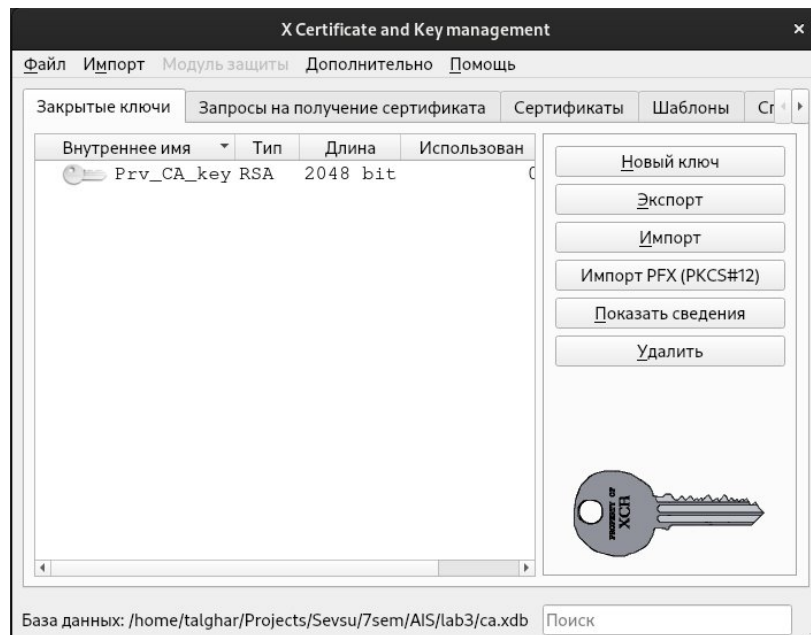 X Certificate and Key management ×
Файл Импорт Модуль защиты Дополнительно Помощь
Закрытые ключи Запросы на получение сертификата Сертификаты Шаблоны
Внутреннее имя Тип Длина Использован
Prv_CA_key RSA 2048 bit
Новый ключ
Экспорт
Импорт
Импорт PFX (PKCS#12)
Показать сведения
Удалить
PROPERTY OF
XCA
База данных: /home/talghar/Projects/Sevsu/7sem/AIS/lab3/ca.xdb Поиск